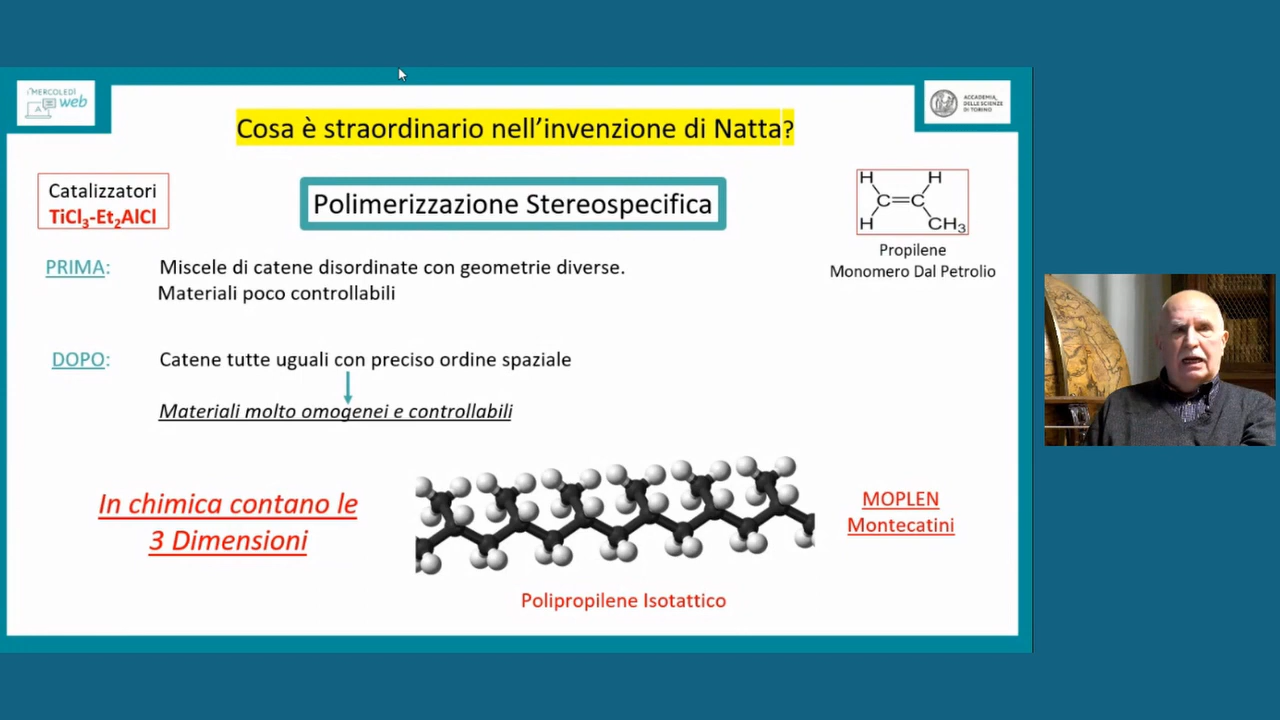 i MERCOLEDÌ
web
A
ACCADEMIA
DELLE SCIENZE
DI TORINO
Cosa è straordinario nell’invenzione di Natta?
Catalizzatori
TiCl3-Et2AlCl
Polimerizzazione Stereospecifica
H H
C=C
H CH3
Propilene
Monomero Dal Petrolio
PRIMA:
Miscele di catene disordinate con geometrie diverse.
Materiali poco controllabili
DOPO:
Catene tutte uguali con preciso ordine spaziale
Materiali molto omogenei e controllabili
In chimica contano le
3 Dimensioni
MOPLEN
Montecatini
Polipropilene Isotattico